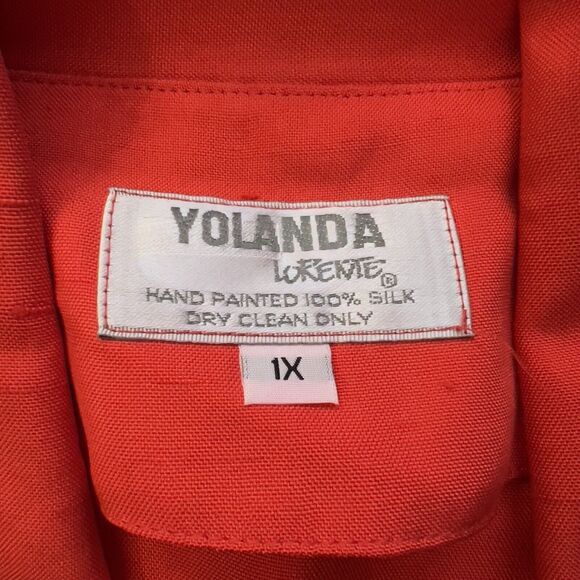 YOLANDA
LORENTE®
HAND PAINTED 100% SILK
DRY CLEAN ONLY
1X